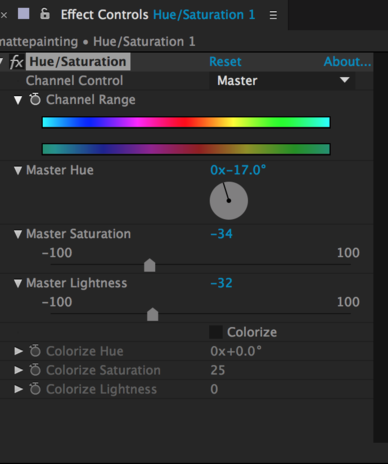 × Effect Controls Hue/Saturation 1 ≡
mattepainting • Hue/Saturation 1
fx Hue/Saturation Reset About...
Channel Control Master
Channel Range
Master Hue 0x-17.0°
Master Saturation -34
-100 100
Master Lightness -32
-100 100
Colorize
Colorize Hue 0x+0.0°
Colorize Saturation 25
Colorize Lightness 0